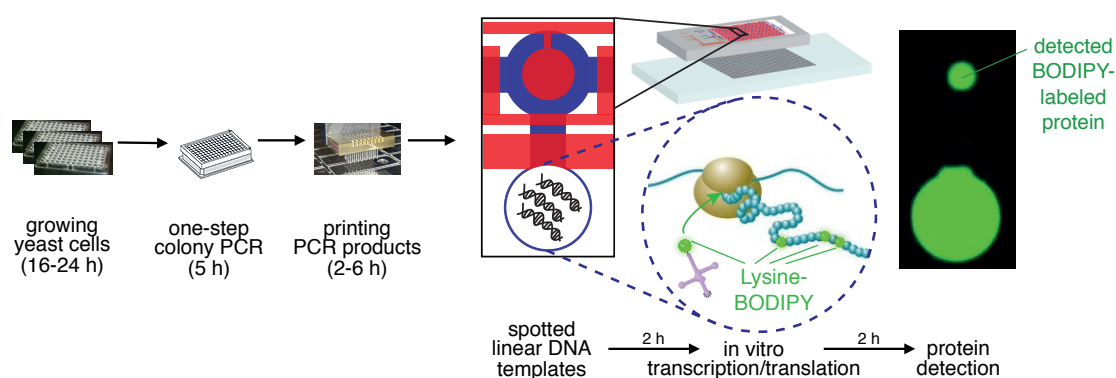 detected
BODIPY-
labeled
protein
growing
yeast cells
(16-24 h)
one-step
colony PCR
(5 h)
printing
PCR products
(2-6 h)
Lysine-
BODIPY
spotted
linear DNA
templates
2 h
in vitro
transcription/translation
2 h
protein
detection